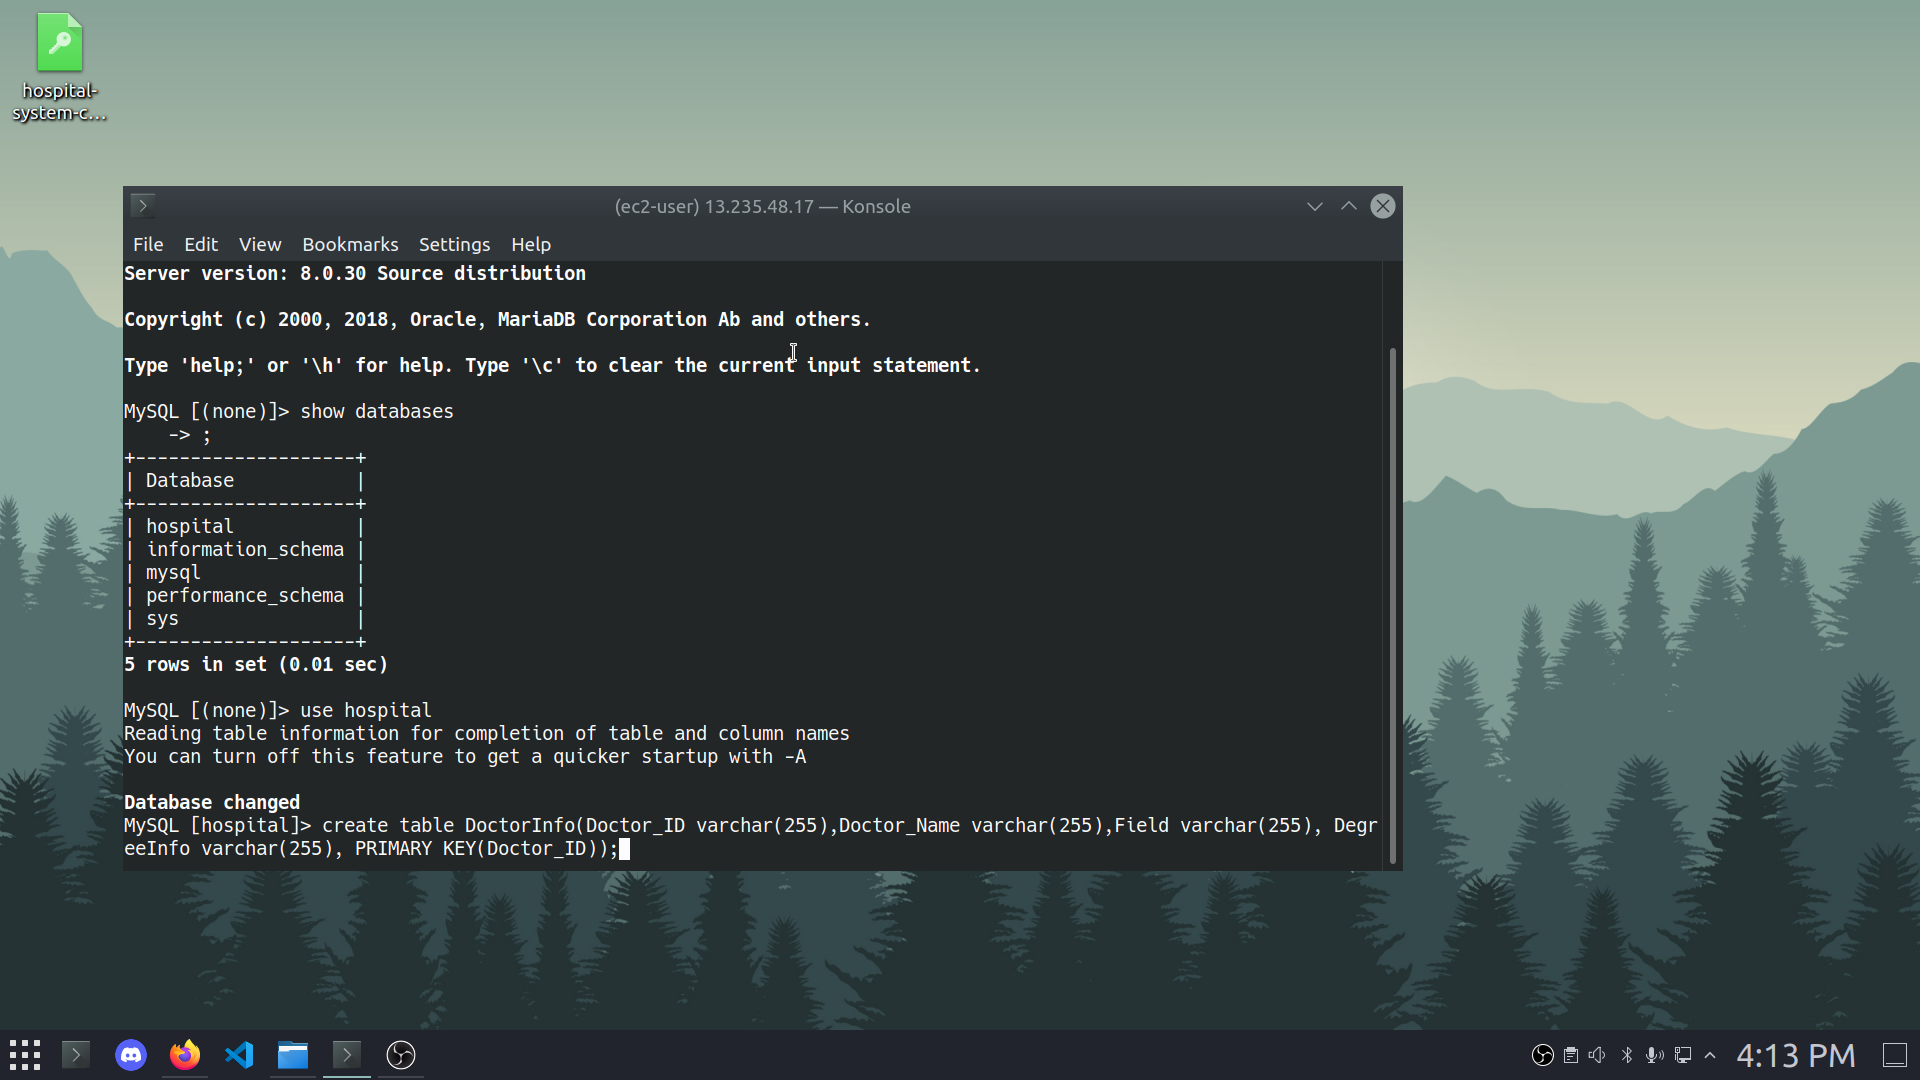 hospital-
system-c...
(ec2-user) 13.235.48.17 — Konsole
File Edit View Bookmarks Settings Help
Server version: 8.0.30 Source distribution
Copyright (c) 2000, 2018, Oracle, MariaDB Corporation Ab and others.
Type 'help;' or '\h' for help. Type '\c' to clear the current input statement.
MySQL [(none)]> show databases
    -> ;
+--------------------+
| Database           |
+--------------------+
| hospital           |
| information_schema |
| mysql              |
| performance_schema |
| sys                |
+--------------------+
5 rows in set (0.01 sec)
MySQL [(none)]> use hospital
Reading table information for completion of table and column names
You can turn off this feature to get a quicker startup with -A
Database changed
MySQL [hospital]> create table DoctorInfo(Doctor_ID varchar(255),Doctor_Name varchar(255),Field varchar(255), Degr
eeInfo varchar(255), PRIMARY KEY(Doctor_ID));
4:13 PM